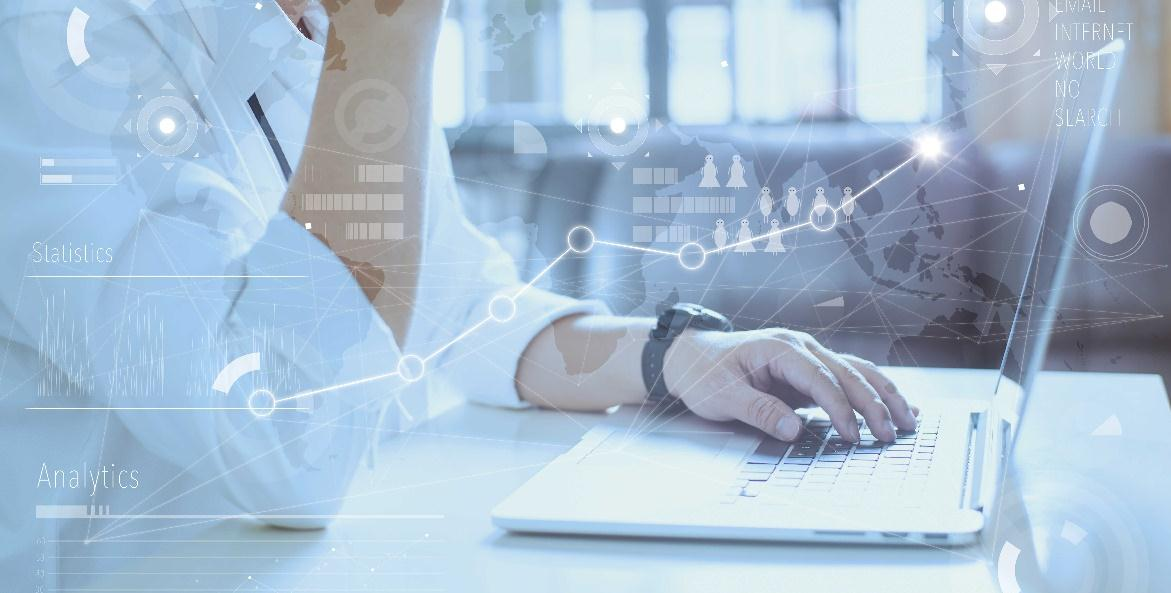 EMAIL
INTERNET
WORLD
NO
SLARCH
Statistics
Analytics